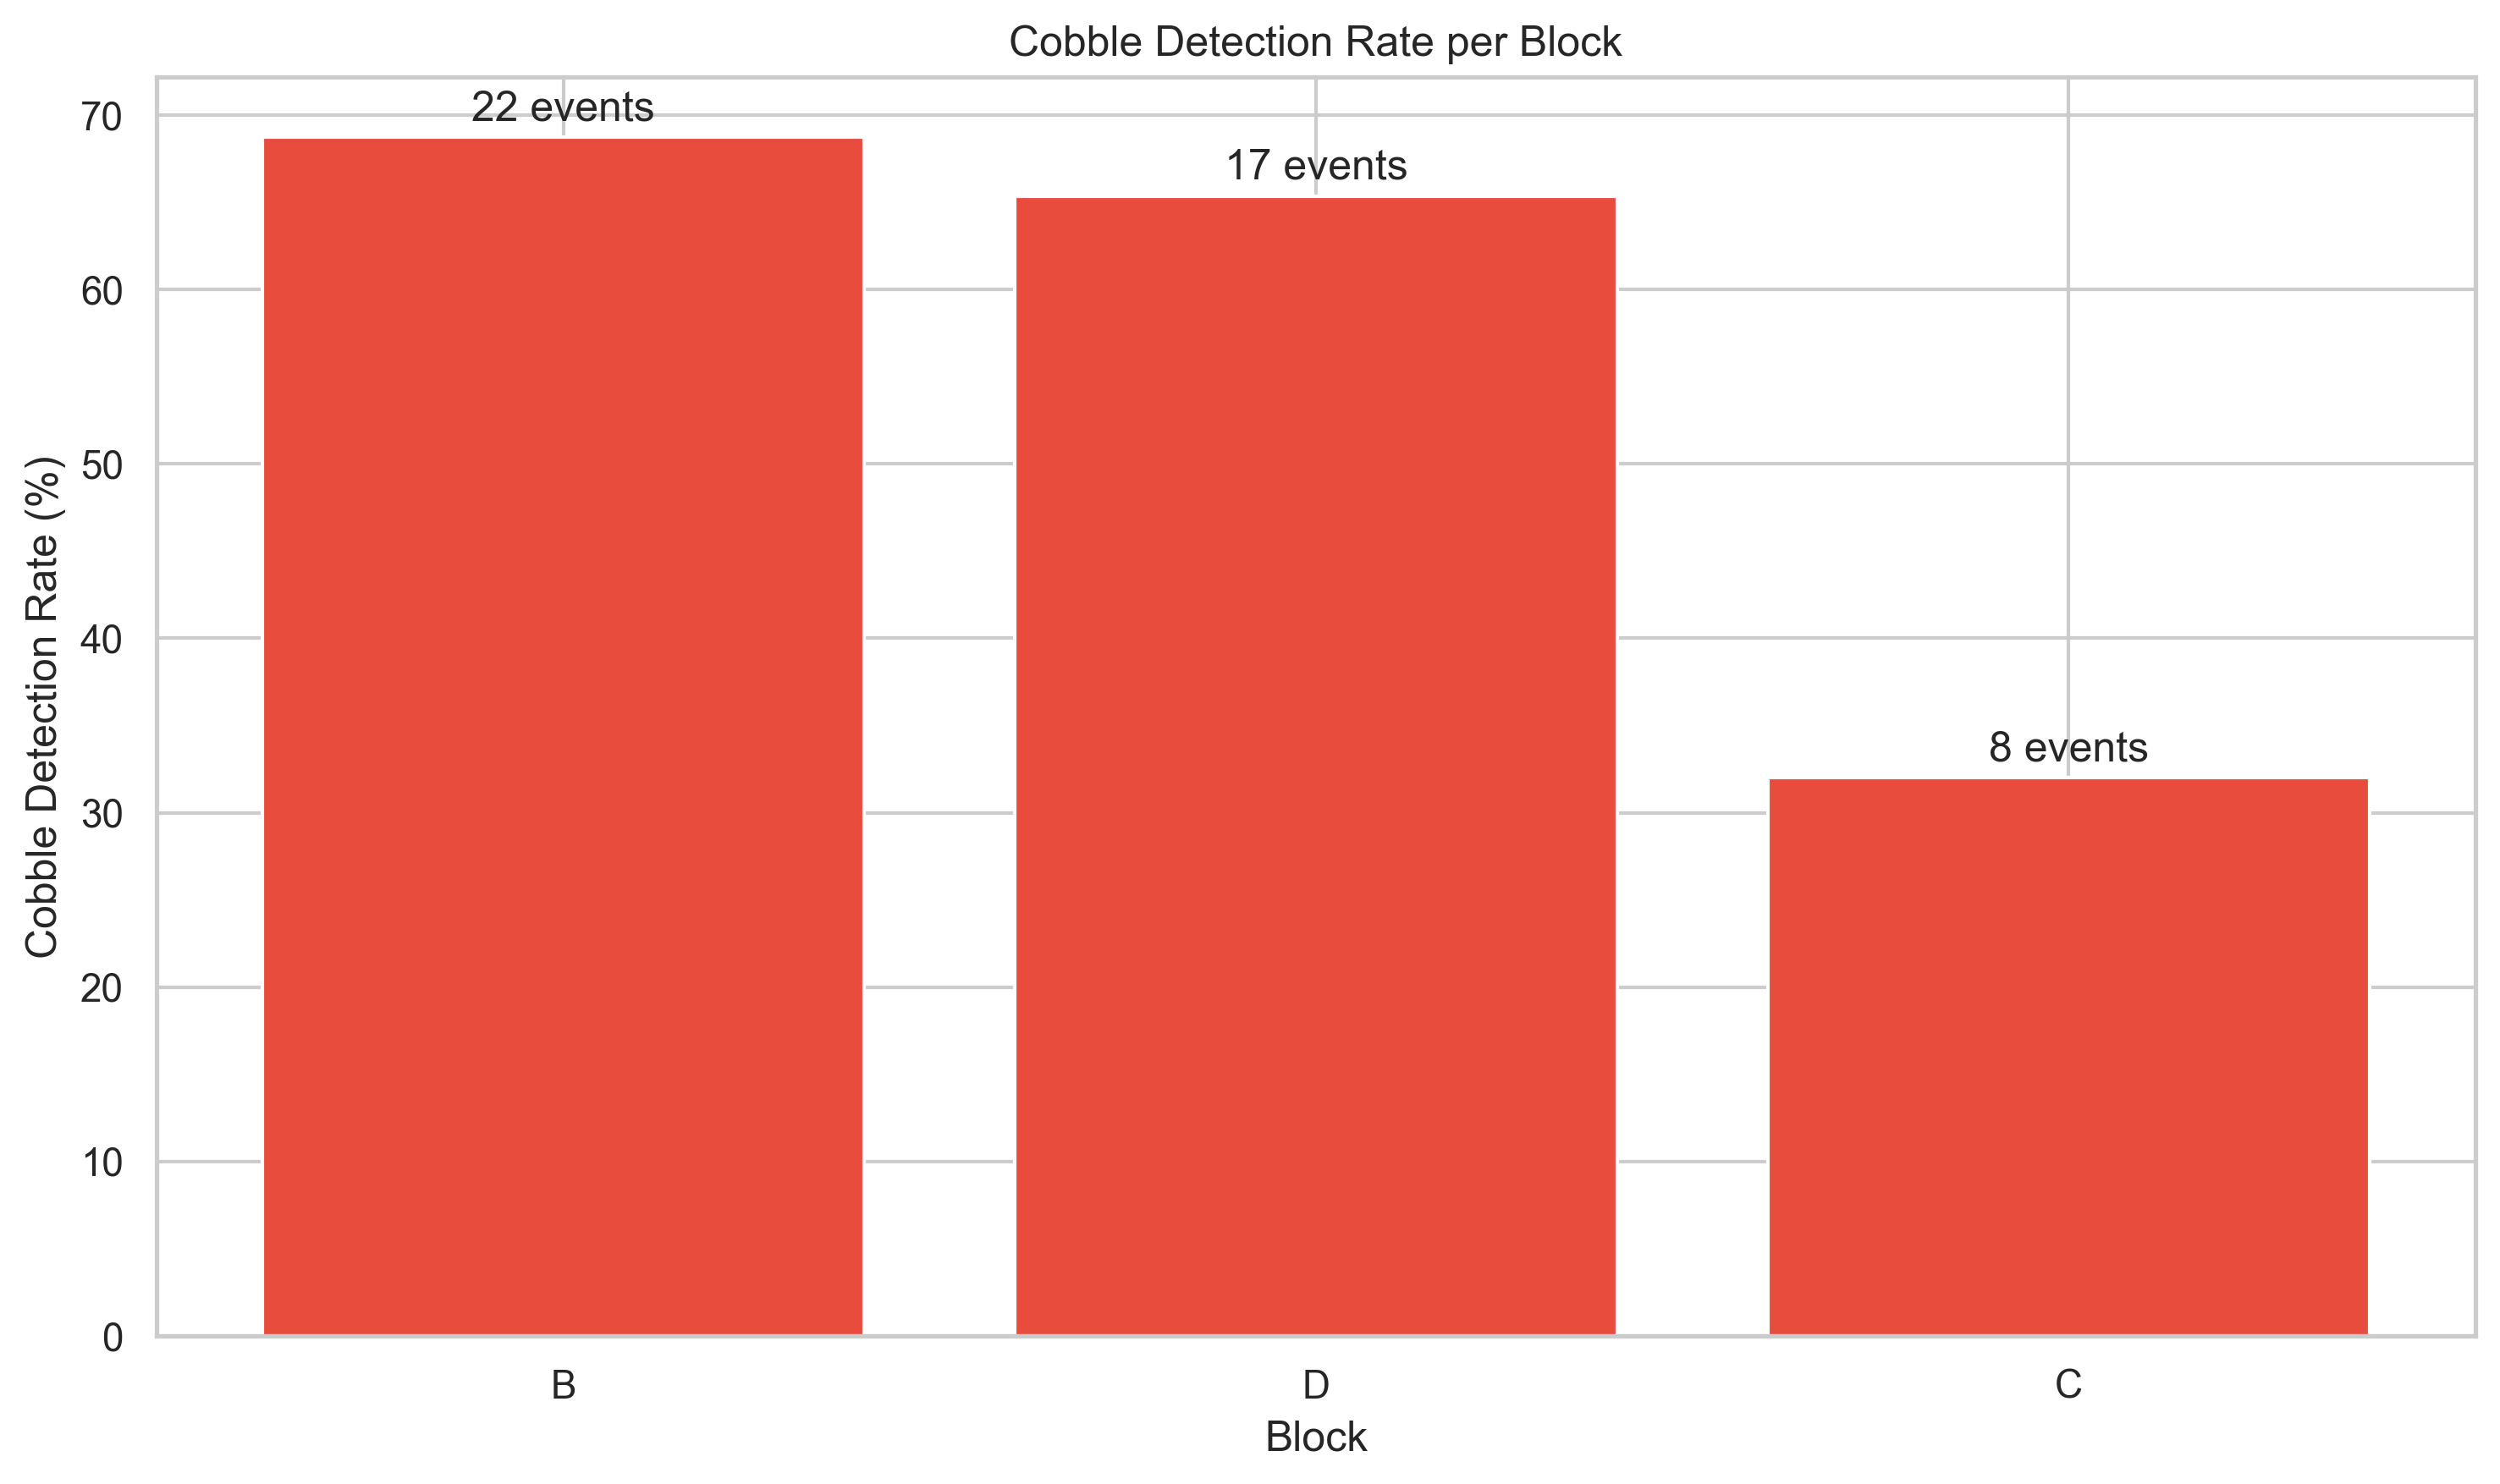 Cobble Detection Rate per Block
Cobble Detection Rate (%)
70
60
50
40
30
20
10
0
22 events
17 events
8 events
B
D
C
Block